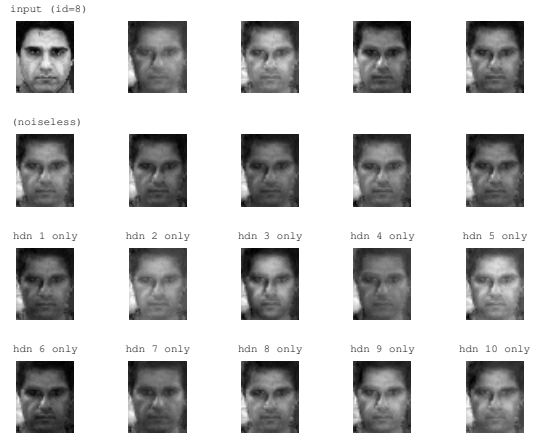 input (id=8)
(noiseless)
hdn 1 only hdn 2 only hdn 3 only hdn 4 only hdn 5 only
hdn 6 only hdn 7 only hdn 8 only hdn 9 only hdn 10 only